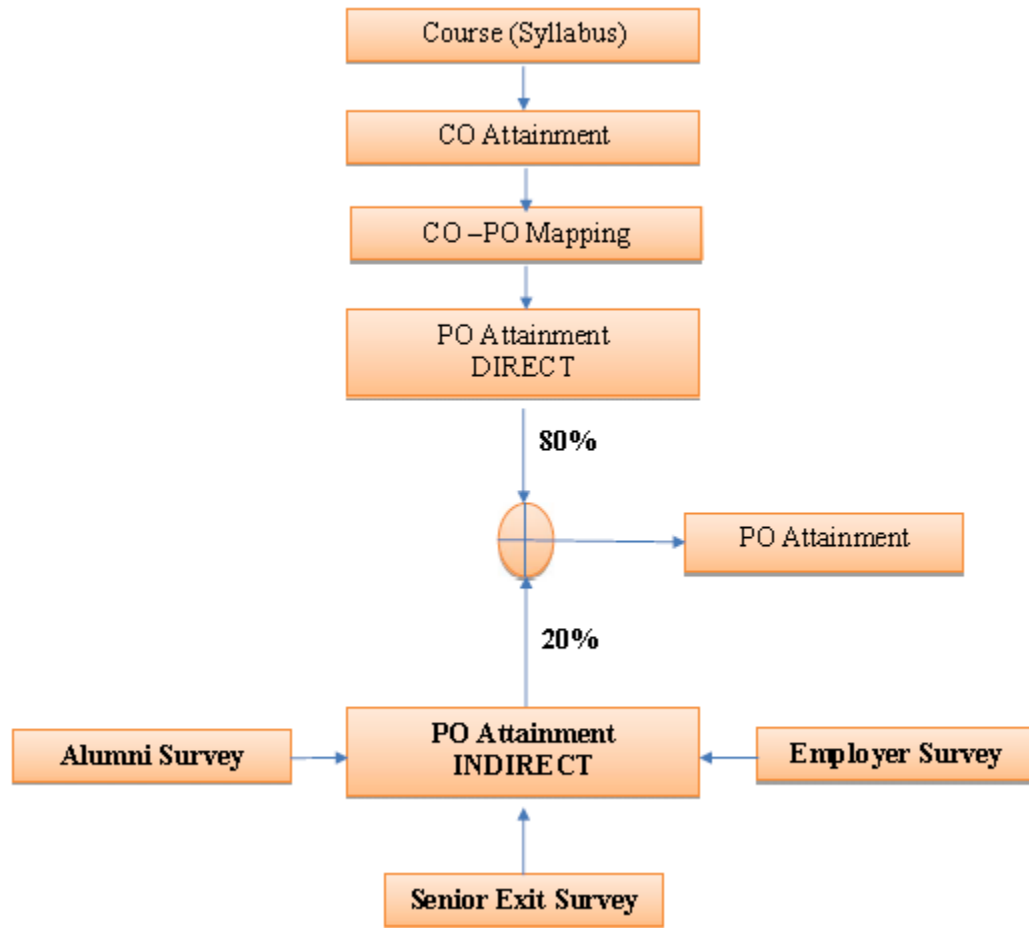 Course (Syllabus)
CO Attainment
CO –PO Mapping
PO Attainment
DIRECT
80%
PO Attainment
20%
PO Attainment
INDIRECT
Alumni Survey
Employer Survey
Senior Exit Survey